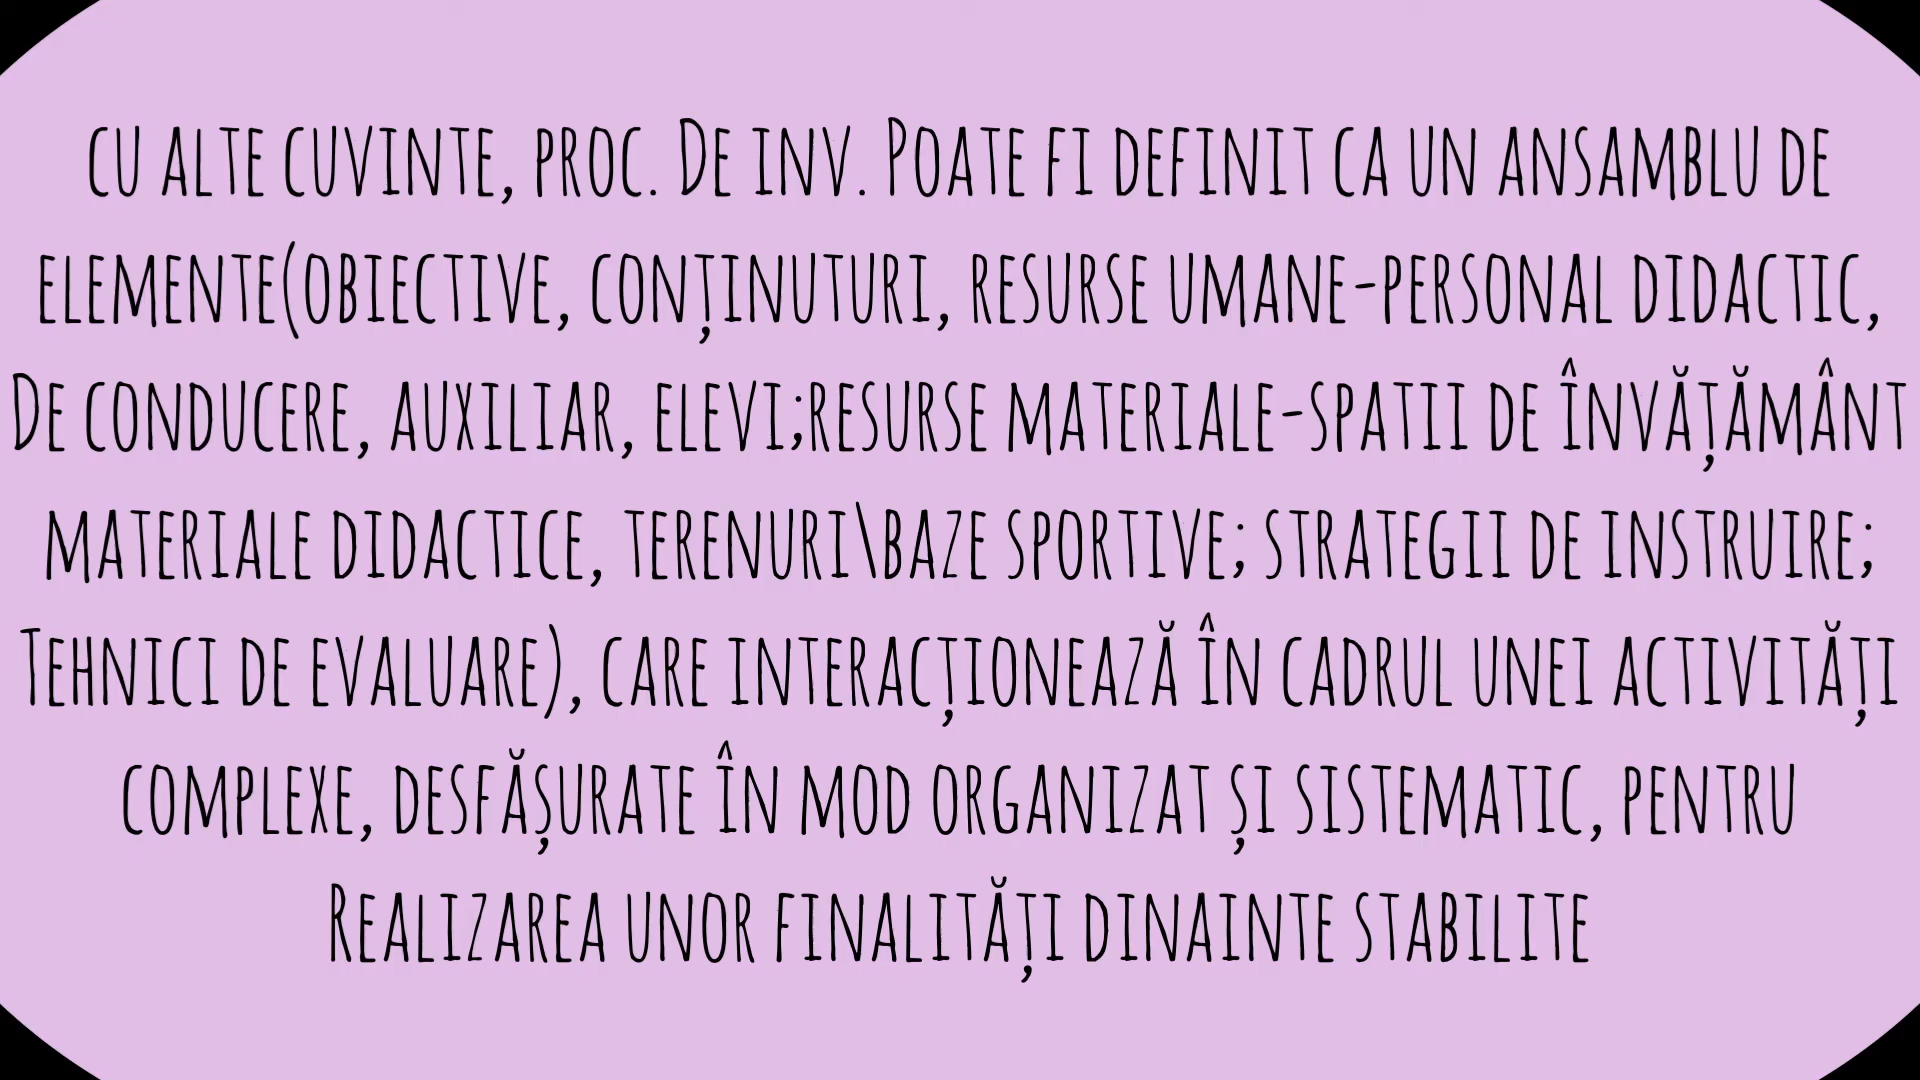 cu alte cuvinte, proc. De inv. Poate fi definit ca un ansamblu de
elemente(obiective, conținuturi, resurse umane-personal didactic,
De conducere, auxiliar, elevi;resurse materiale-spatii de învățământ
materiale didactice, terenuri\baze sportive; strategii de instruire;
Tehnici de evaluare), care interacționează în cadrul unei activități
complexe, desfășurate în mod organizat și sistematic, pentru
Realizarea unor finalități dinainte stabilite